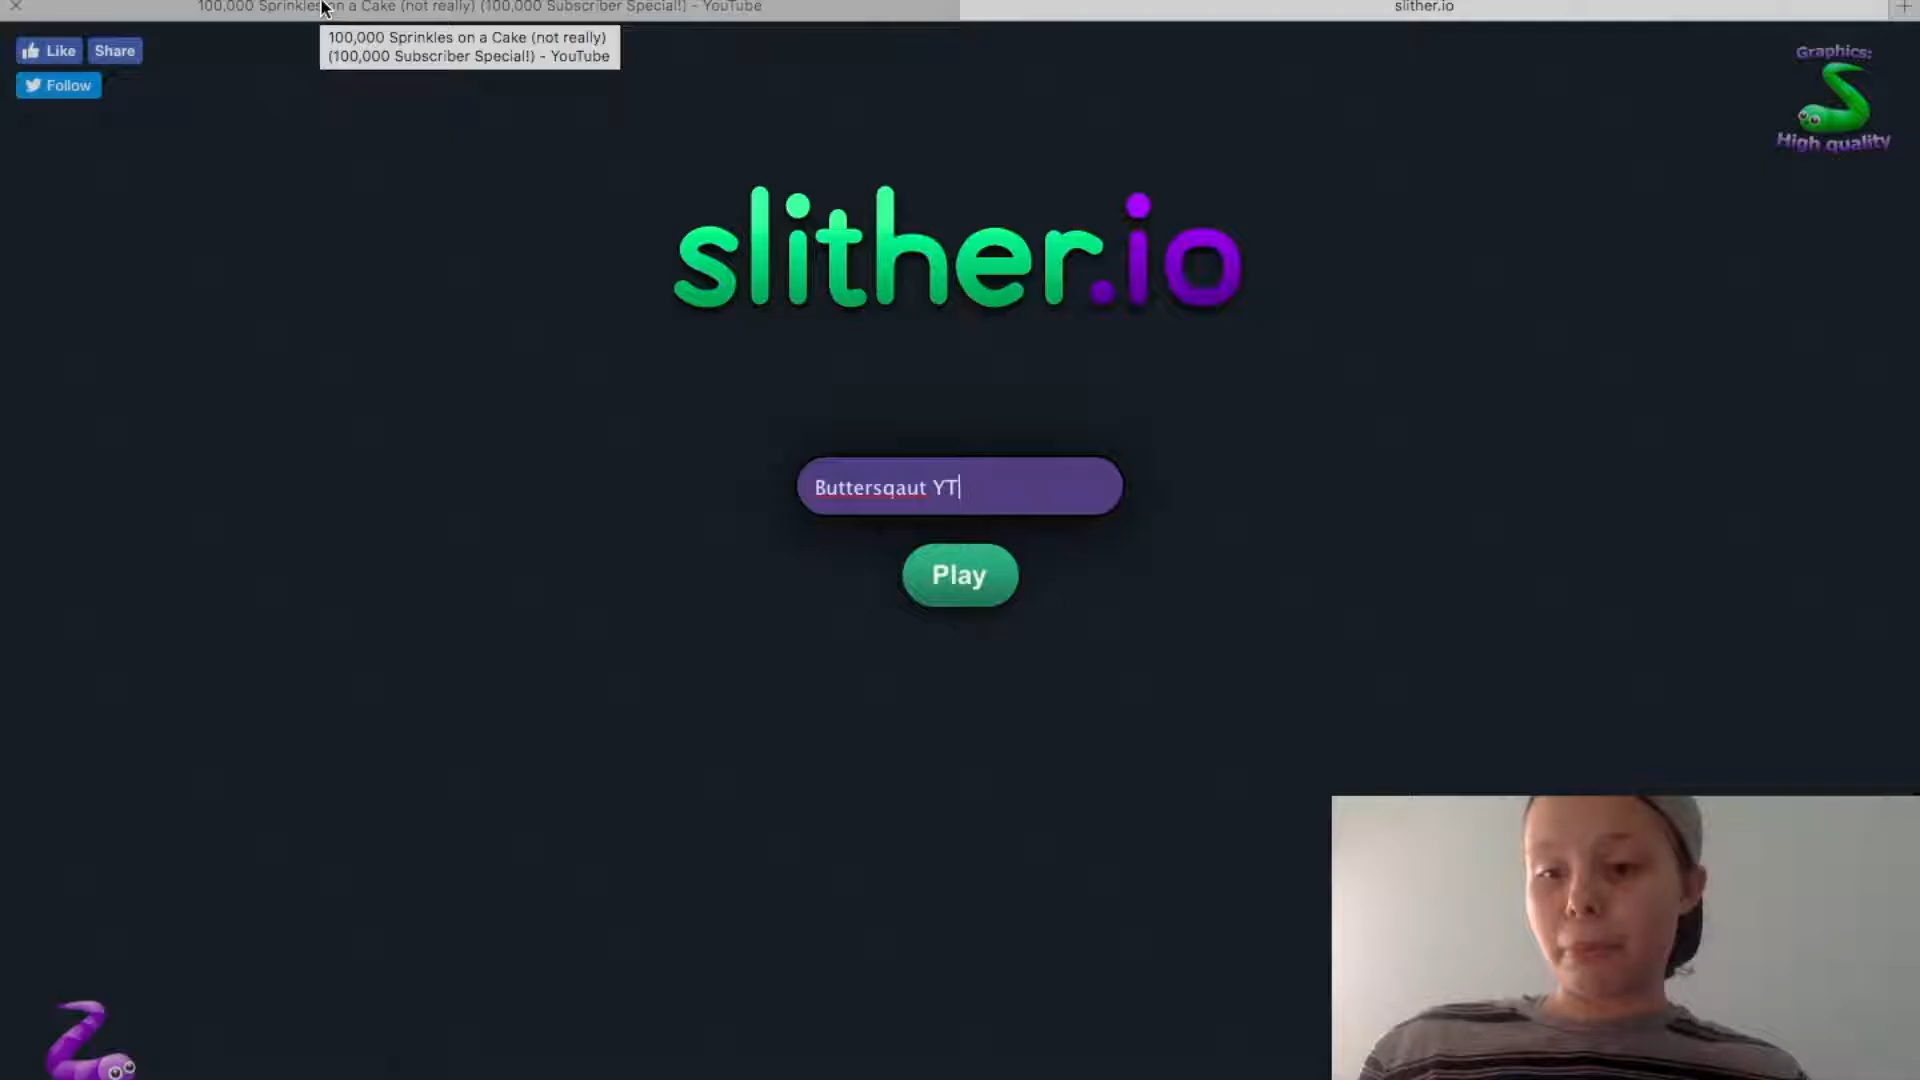 100,000 Sprinkles on a Cake (not really) (100,000 Subscriber Special!) - YouTube
slither.io
100,000 Sprinkles on a Cake (not really)
(100,000 Subscriber Special!) - YouTube
Like
Share
Follow
Graphics:
High quality
slither.io
Buttersqaut YT
Play